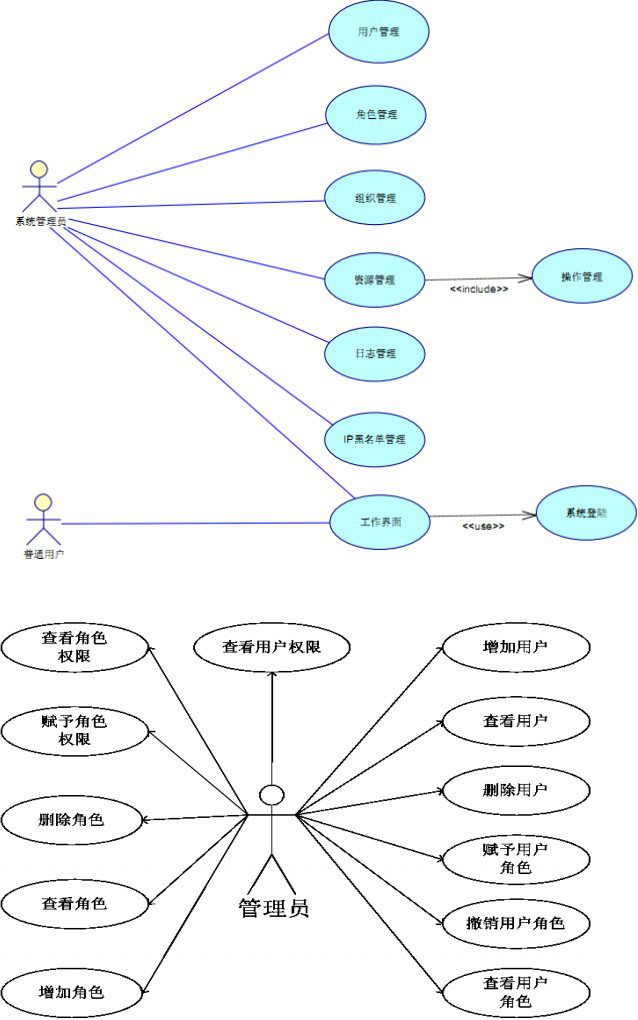 用户管理
角色管理
组织管理
系统管理员
资源管理
<<include>>
操作管理
日志管理
IP黑名单管理
工作界面
<<use>>
系统登陆
普通用户
查看角色
权限
查看用户权限
增加用户
赋予角色
权限
查看用户
删除角色
删除用户
赋予用户
角色
查看角色
管理员
撤销用户角色
增加角色
查看用户
角色